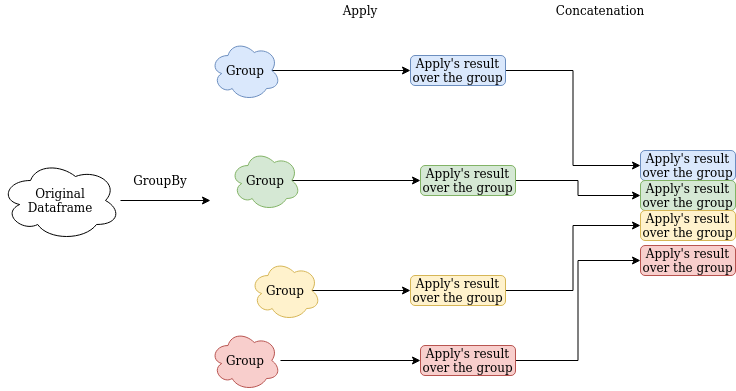 Apply
Concatenation
Group
Apply's result
over the group
GroupBy
Original
Dataframe
Group
Apply's result
over the group
Group
Apply's result
over the group
Group
Apply's result
over the group
Apply's result
over the group
Apply's result
over the group
Apply's result
over the group
Apply's result
over the group